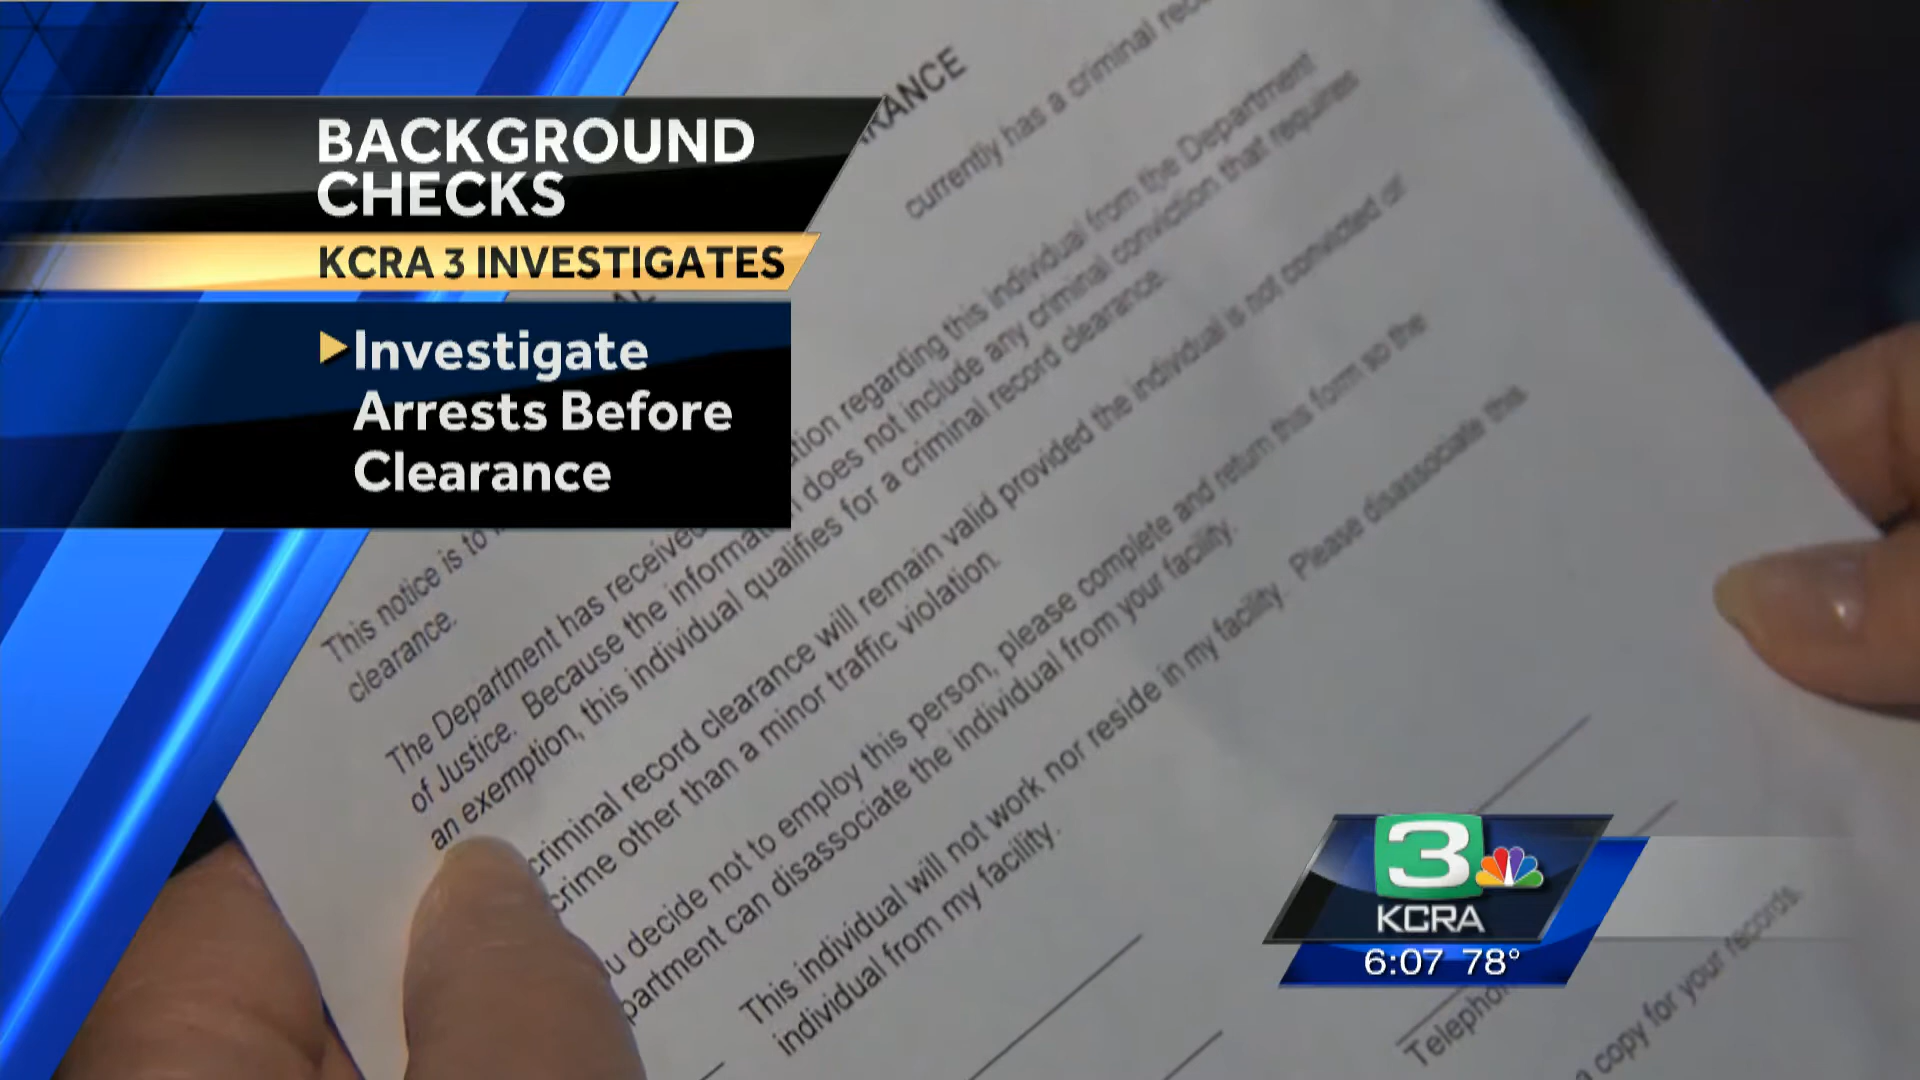 BACKGROUND
CHECKS
KCRA 3 INVESTIGATES
Investigate
Arrests Before
Clearance
currently has a criminal
This notice is to
clearance.
The Department has received ation regarding this individual from the Department
of Justice. Because the information does not include any criminal conviction that requires
an exemption, this individual qualifies for a criminal record clearance.
criminal record clearance will remain valid provided the individual is not convicted of
crime other than a minor traffic violation.
u decide not to employ this person, please complete and return this form so the
partment can disassociate the individual from your facility.
This individual will not work nor reside in my facility. Please disassociate this
individual from my facility.
Telephon
a copy for your records.
3
KCRA
6:07 78°